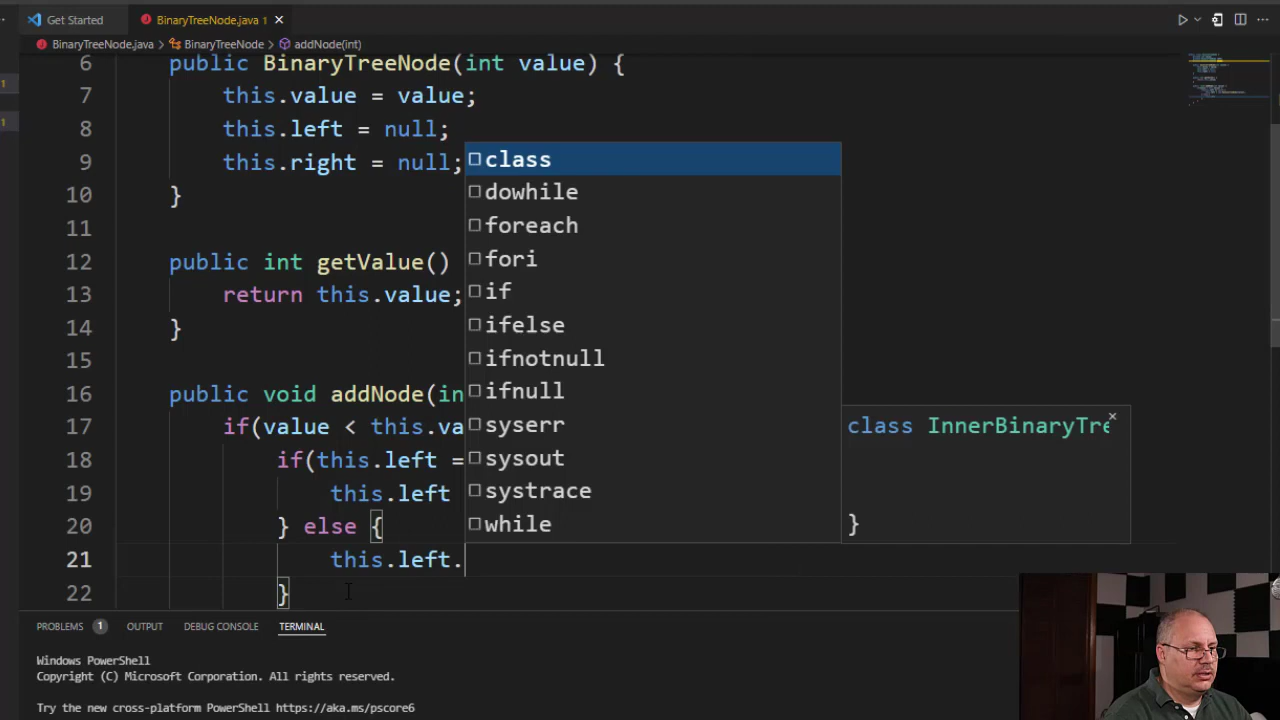 Get Started
BinaryTreeNode.java 1
BinaryTreeNode.java > BinaryTreeNode > addNode(int)
6 public BinaryTreeNode(int value) {
7 this.value = value;
8 this.left = null;
9 this.right = null;
10 }
11
12 public int getValue()
13 return this.value;
14 }
15
16 public void addNode(in
17 if(value < this.va
18 if(this.left =
19 this.left
20 } else {
21 this.left.
22 }
class
dowhile
foreach
fori
if
ifelse
ifnotnull
ifnull
syserr
sysout
systrace
while
class InnerBinaryTre
}
PROBLEMS 1 OUTPUT DEBUG CONSOLE TERMINAL
Windows PowerShell
Copyright (C) Microsoft Corporation. All rights reserved.
Try the new cross-platform PowerShell https://aka.ms/pscore6